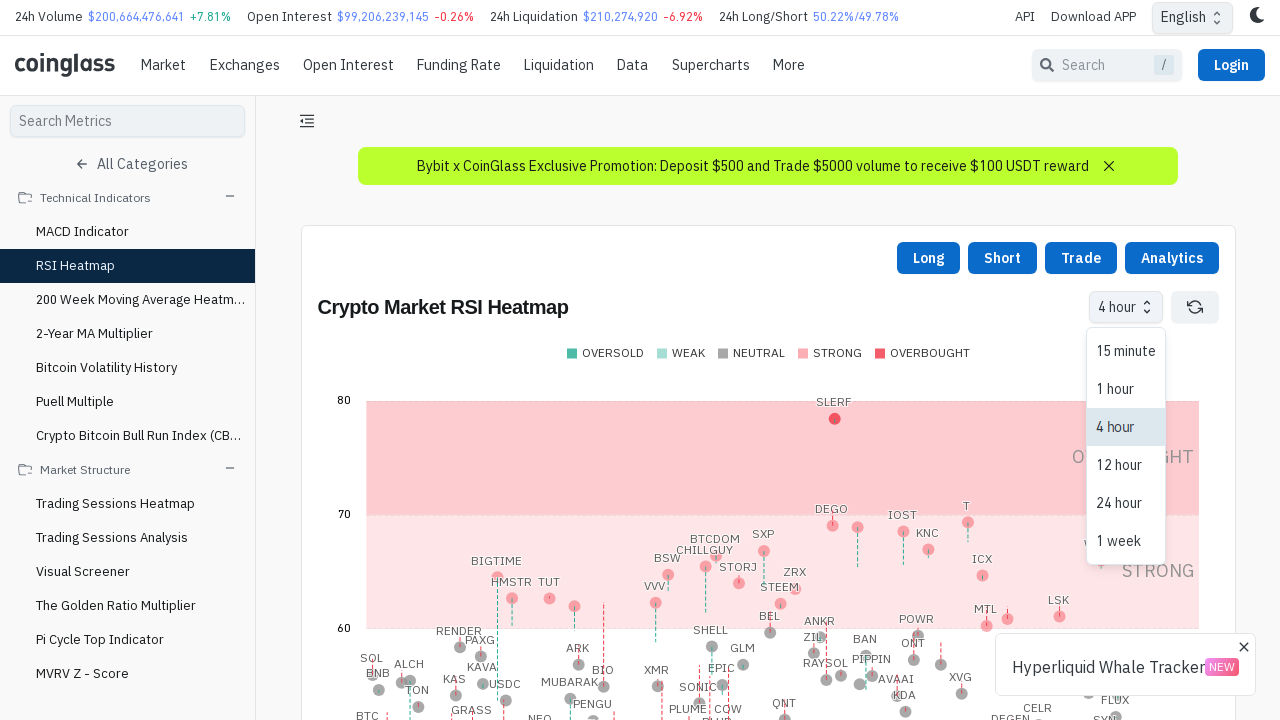 24h Volume $200,664,476,641 +7.81% Open Interest $99,206,239,145 -0.26% 24h Liquidation $210,274,920 -6.92% 24h Long/Short 50.22%/49.78% API Download APP English
coinglass Market Exchanges Open Interest Funding Rate Liquidation Data Supercharts More Search / Login
Search Metrics
All Categories
Technical Indicators
MACD Indicator
RSI Heatmap
200 Week Moving Average Heatm...
2-Year MA Multiplier
Bitcoin Volatility History
Puell Multiple
Crypto Bitcoin Bull Run Index (CB...
Market Structure
Trading Sessions Heatmap
Trading Sessions Analysis
Visual Screener
The Golden Ratio Multiplier
Pi Cycle Top Indicator
MVRV Z - Score
Bybit x CoinGlass Exclusive Promotion: Deposit $500 and Trade $5000 volume to receive $100 USDT reward
Long Short Trade Analytics
Crypto Market RSI Heatmap
4 hour
15 minute
1 hour
4 hour
12 hour
24 hour
1 week
OVERSOLD WEAK NEUTRAL STRONG OVERBOUGHT
80
SLERF
70
DEGO IOST T
KNC
SXP
BTCDOM
CHILLGUY
BSW
ICX
BIGTIME
STORJ
ZRX
HMSTR TUT
VVV
STEEM
STRONG
LSK
MTL
BEL
60
ANKR
POWR
RENDER
SHELL
ZIL
PAXG
BAN
ONT
ARK
GLM
SOL
PIPPIN
RAYSOL
ALCH
KAVA
EPIC
BIO
XMR
BNB
KAS
USDC
MUBARAK
SONIC
AVAAI
XVG
TON
KDA
PENGU
QNT
FLUX
GRASS
PLUME COW
CELR
BTC
NEO
DEGEN
Hyperliquid Whale Tracker NEW